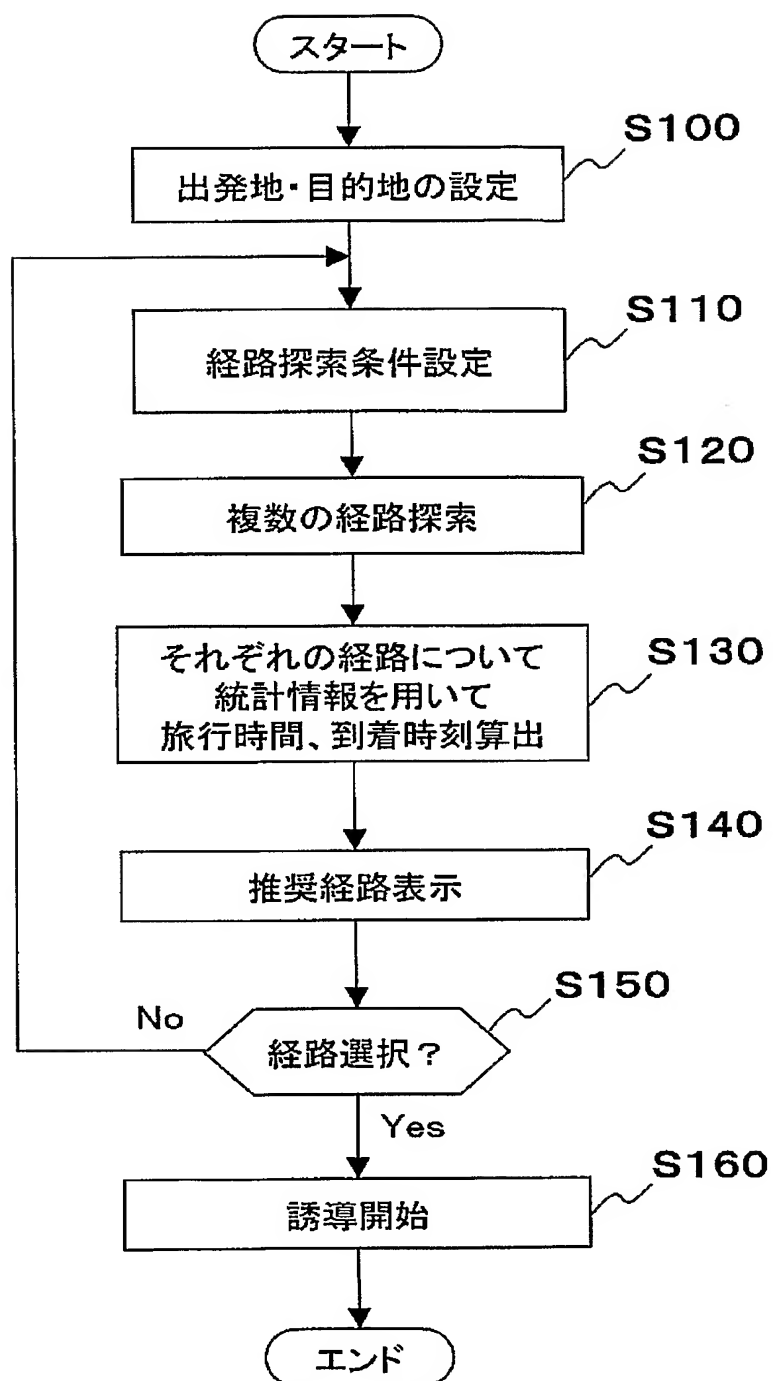 スタート
S100
出発地・目的地の設定
S110
経路探索条件設定
S120
複数の経路探索
S130
それぞれの経路について
統計情報を用いて
旅行時間、到着時刻算出
S140
推奨経路表示
S150
No
経路選択？
Yes
S160
誘導開始
エンド